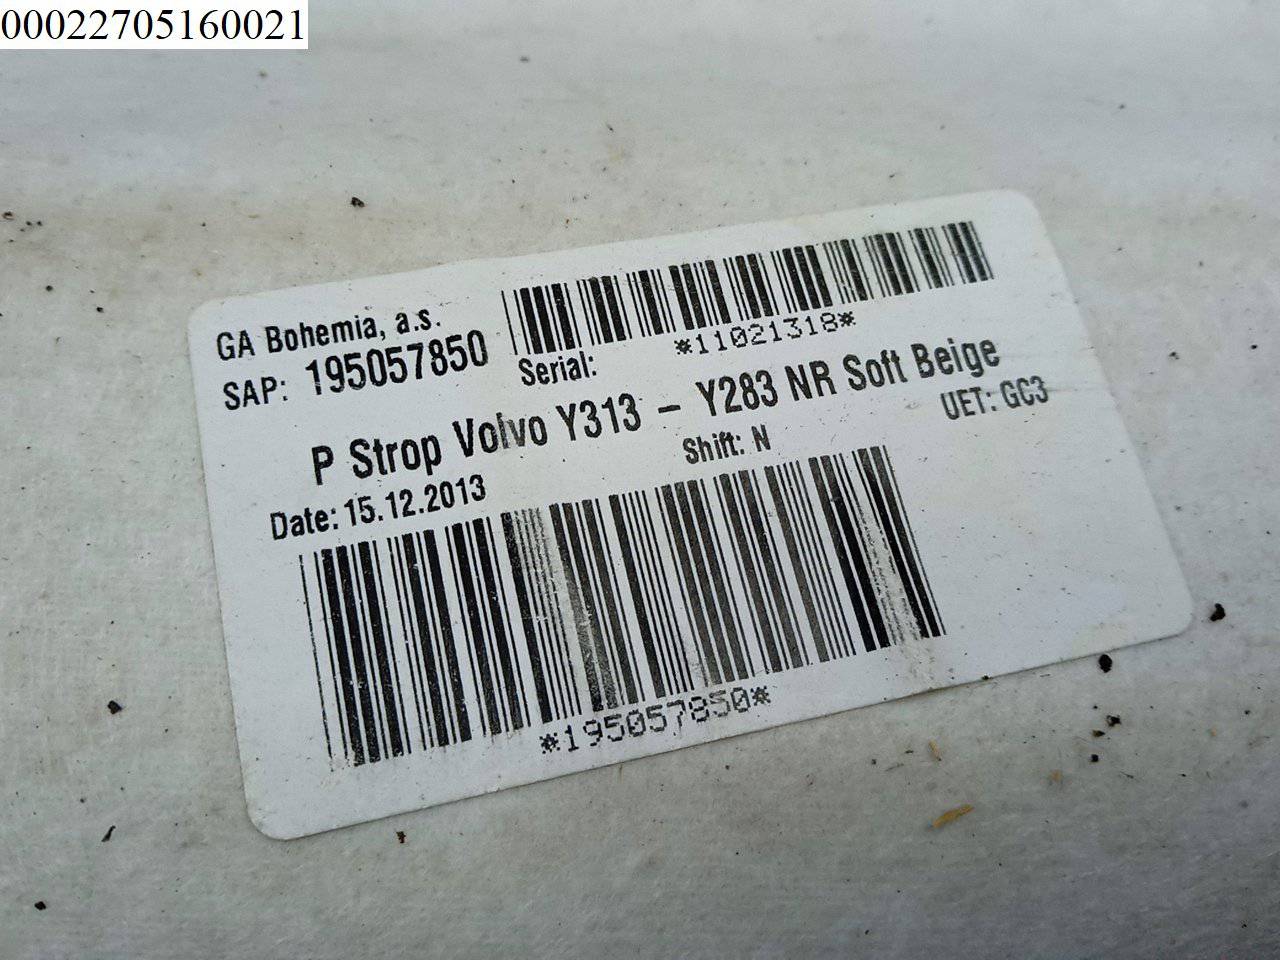 00022705160021
GA Bohemia, a.s.
SAP: 195057850
Serial:
*11021318*
P Strop Volvo Y313 - Y283 NR Soft Beige
Date: 15.12.2013
Shift: N
UET: GC3
*195057850*